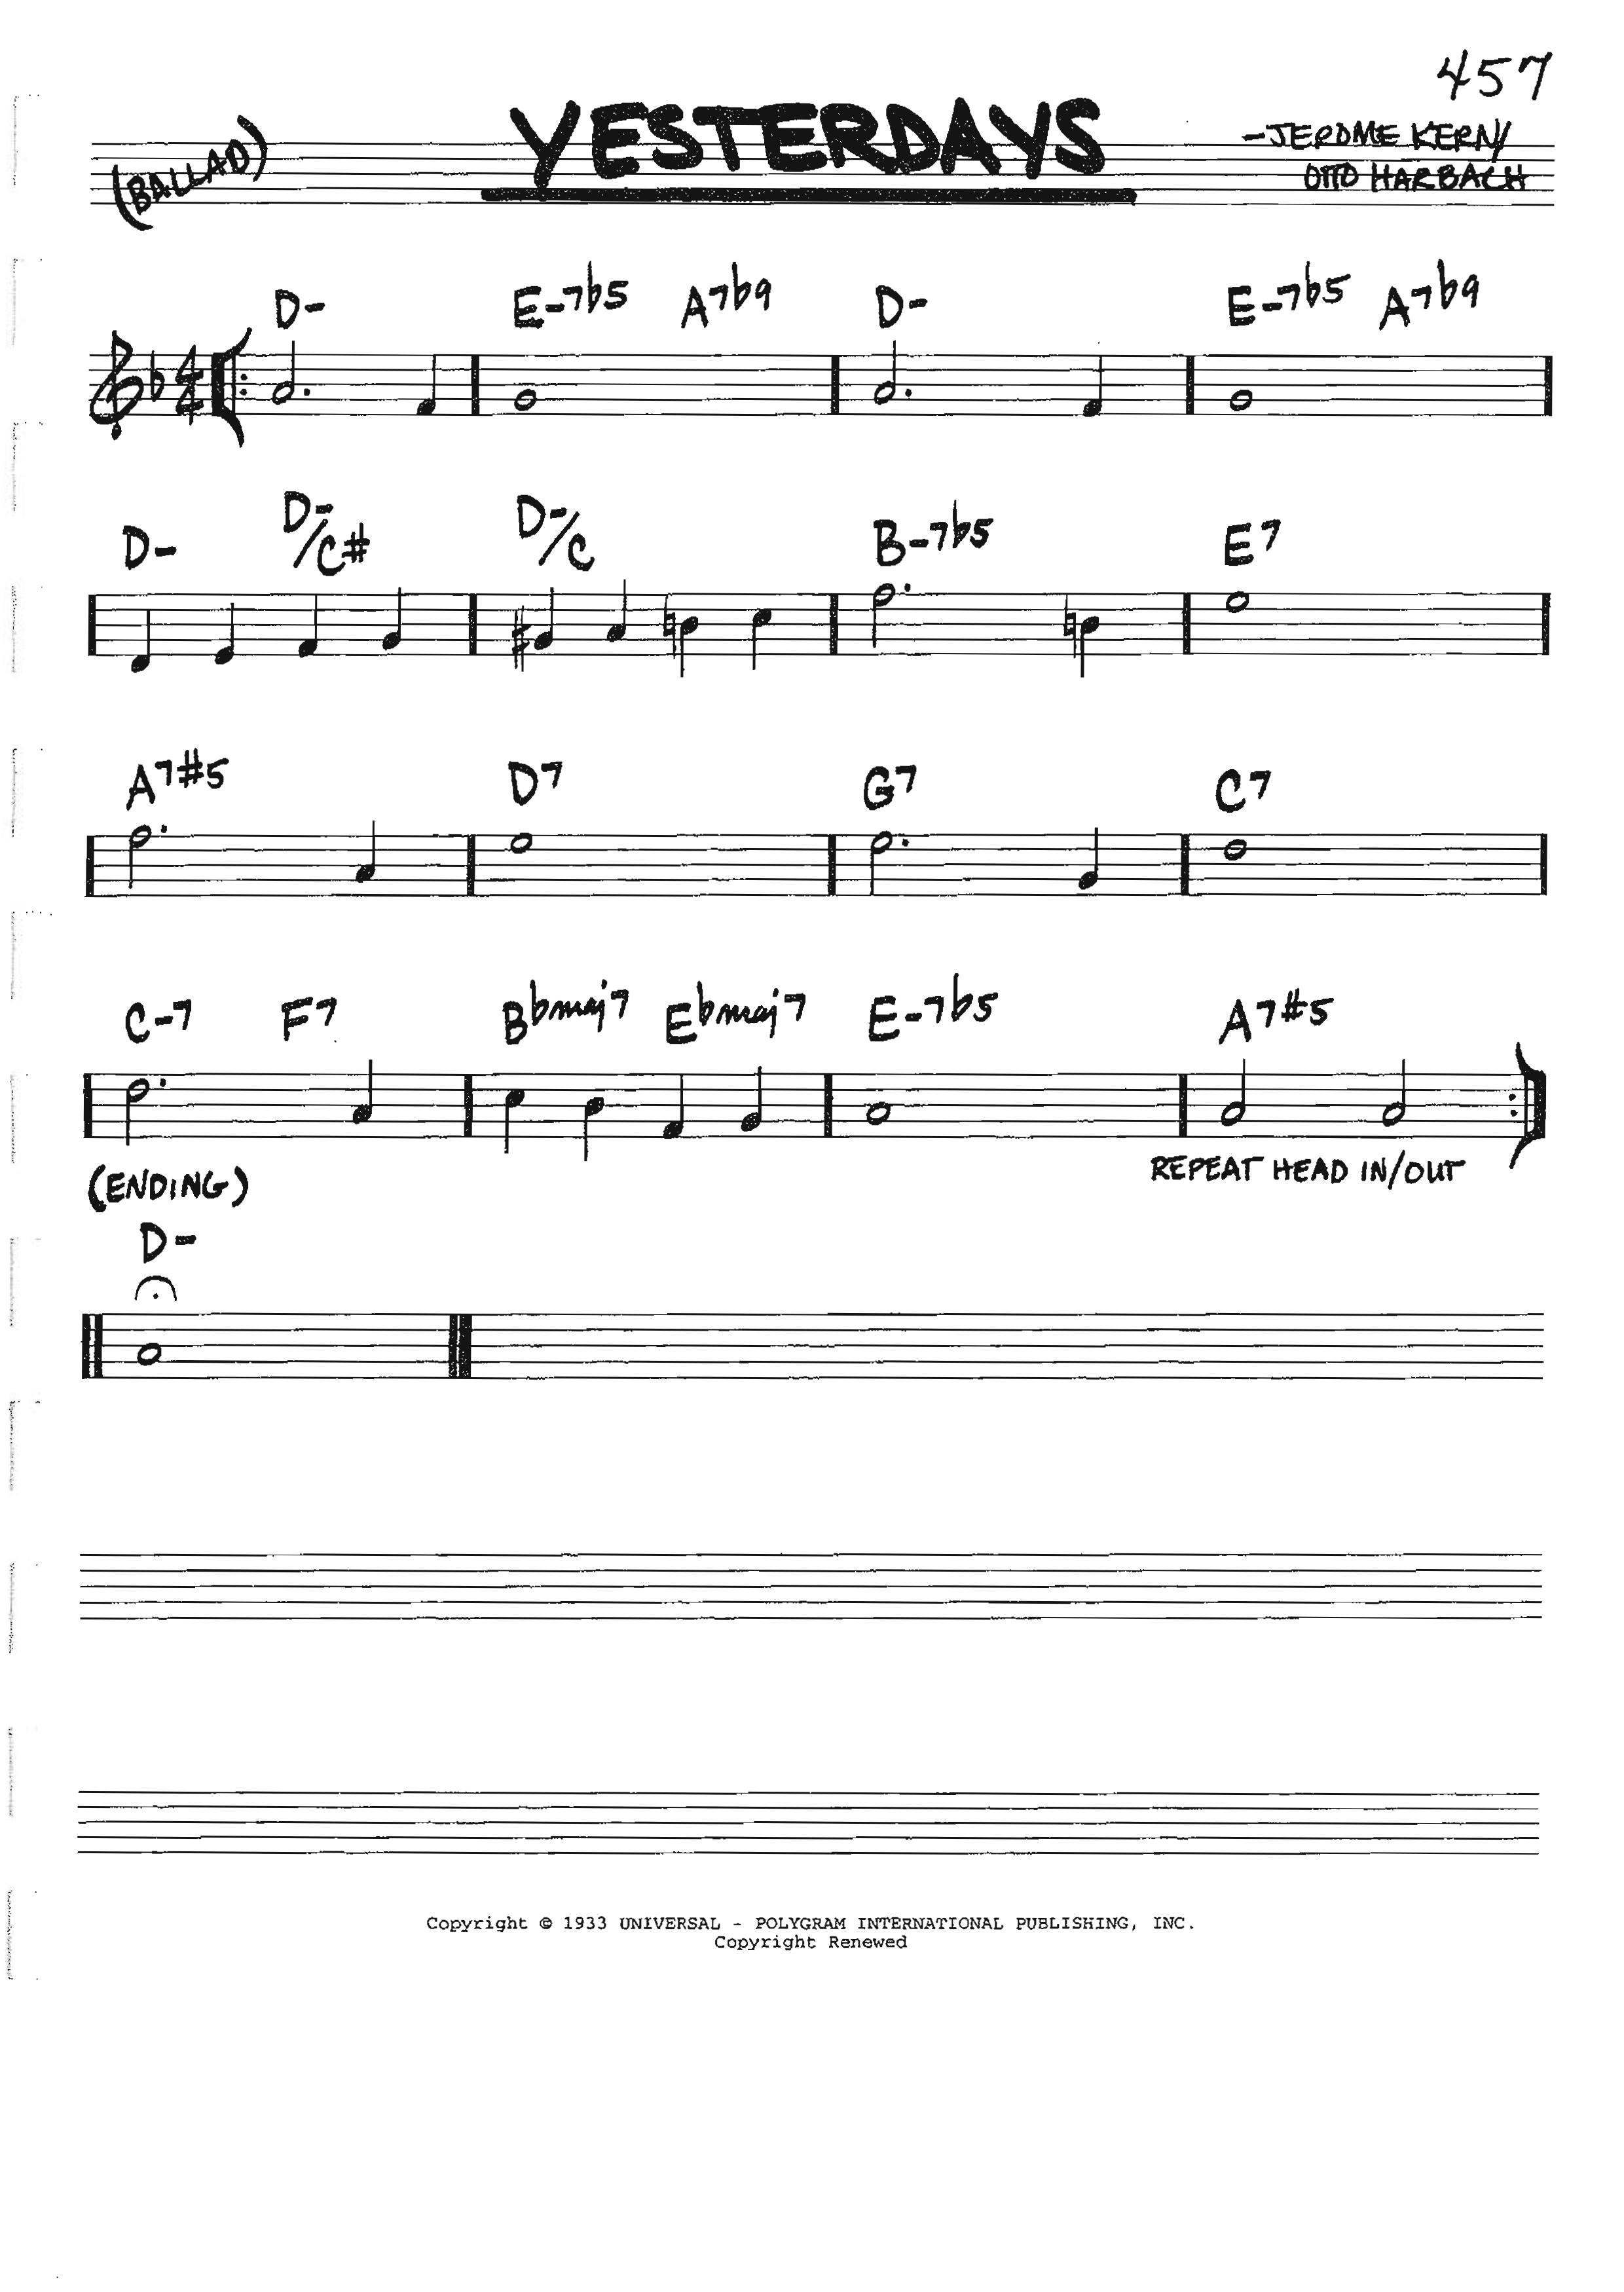 457
(BALLAD)
YESTERDAYS
-JEROME KERN/
OTTO HARBACH
D- E-7b5 A7b9 D- E-7b5 A7b9
4
4
D- D-/C# D-/C B-7b5 E7
A7#5 D7 G7 C7
C-7 F7 Bbmaj7 Ebmaj7 E-7b5 A7#5
REPEAT HEAD IN/OUT
(ENDING)
D-
Copyright © 1933 UNIVERSAL - POLYGRAM INTERNATIONAL PUBLISHING, INC.
Copyright Renewed